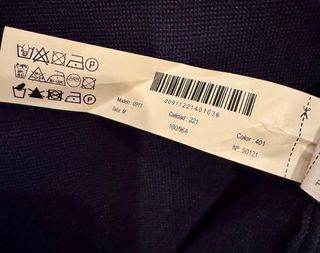 00911221401036
Modelo: 0911
Calidad: 221
Color: 401
Talla: M
18096A
Nº: 50121